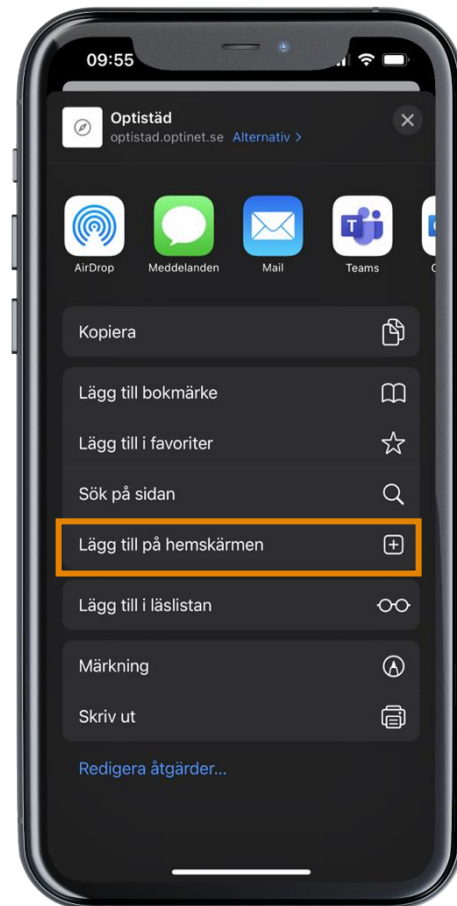 09:55
Optistäd
optistad.optinet.se Alternativ >
AirDrop Meddelanden Mail Teams
Kopiera
Lägg till bokmärke
Lägg till i favoriter
Sök på sidan
Lägg till på hemskärmen
Lägg till i läslistan
Märkning
Skriv ut
Redigera åtgärder...